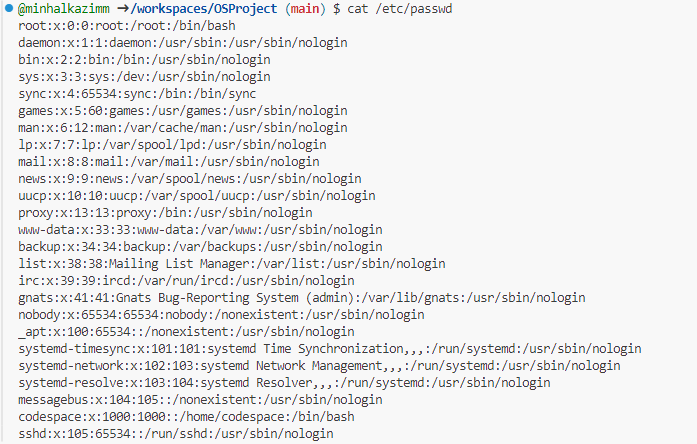 @minhalkazimm ➜/workspaces/OSProject (main) $ cat /etc/passwd
root:x:0:0:root:/root:/bin/bash
daemon:x:1:1:daemon:/usr/sbin:/usr/sbin/nologin
bin:x:2:2:bin:/bin:/usr/sbin/nologin
sys:x:3:3:sys:/dev:/usr/sbin/nologin
sync:x:4:65534:sync:/bin:/bin/sync
games:x:5:60:games:/usr/games:/usr/sbin/nologin
man:x:6:12:man:/var/cache/man:/usr/sbin/nologin
lp:x:7:7:lp:/var/spool/lpd:/usr/sbin/nologin
mail:x:8:8:mail:/var/mail:/usr/sbin/nologin
news:x:9:9:news:/var/spool/news:/usr/sbin/nologin
uucp:x:10:10:uucp:/var/spool/uucp:/usr/sbin/nologin
proxy:x:13:13:proxy:/bin:/usr/sbin/nologin
www-data:x:33:33:www-data:/var/www:/usr/sbin/nologin
backup:x:34:34:backup:/var/backups:/usr/sbin/nologin
list:x:38:38:Mailing List Manager:/var/list:/usr/sbin/nologin
irc:x:39:39:ircd:/var/run/ircd:/usr/sbin/nologin
gnats:x:41:41:Gnats Bug-Reporting System (admin):/var/lib/gnats:/usr/sbin/nologin
nobody:x:65534:65534:nobody:/nonexistent:/usr/sbin/nologin
_apt:x:100:65534::/nonexistent:/usr/sbin/nologin
systemd-timesync:x:101:101:systemd Time Synchronization,,,:/run/systemd:/usr/sbin/nologin
systemd-network:x:102:103:systemd Network Management,,,:/run/systemd:/usr/sbin/nologin
systemd-resolve:x:103:104:systemd Resolver,,,:/run/systemd:/usr/sbin/nologin
messagebus:x:104:105::/nonexistent:/usr/sbin/nologin
codespace:x:1000:1000::/home/codespace:/bin/bash
sshd:x:105:65534::/run/sshd:/usr/sbin/nologin